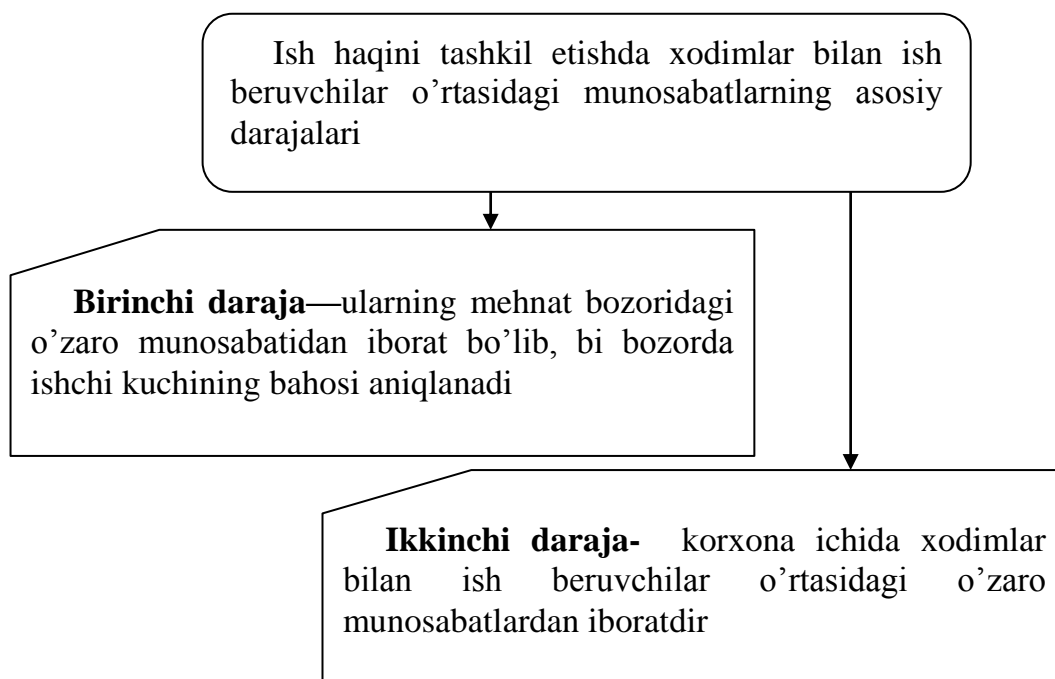 Ish haqini tashkil etishda xodimlar bilan ish
beruvchilar o’rtasidagi munosabatlarning asosiy
darajalari
Birinchi daraja—ularning mehnat bozoridagi
o’zaro munosabatidan iborat bo’lib, bi bozorda
ishchi kuchining bahosi aniqlanadi
Ikkinchi daraja- korxona ichida xodimlar
bilan ish beruvchilar o’rtasidagi o’zaro
munosabatlardan iboratdir